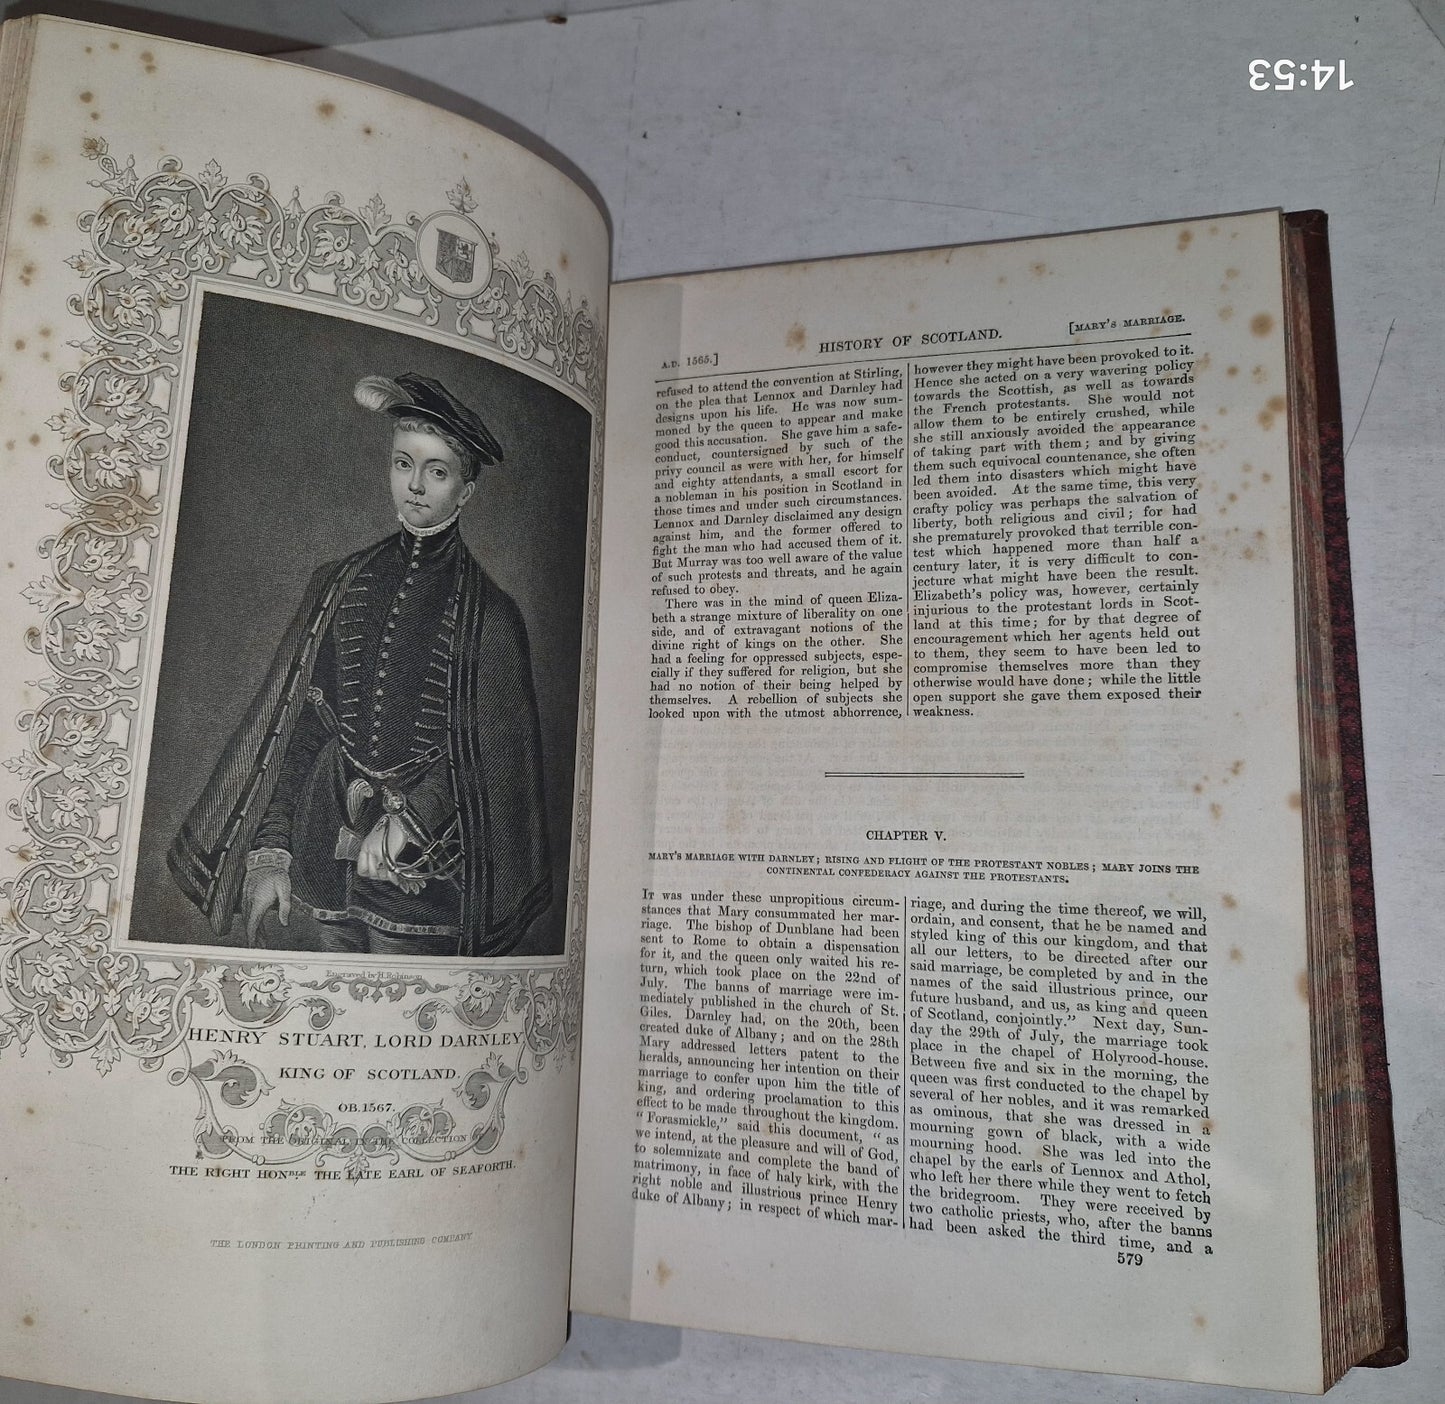 14:53
Engraved by H. Robinson
HENRY STUART, LORD DARNLEY
KING OF SCOTLAND.
OB.1567.
FROM THE ORIGINAL IN THE COLLECTION
THE RIGHT HONBLE THE LATE EARL OF SEAFORTH.
THE LONDON PRINTING AND PUBLISHING COMPANY
A.D. 1565.]
HISTORY OF SCOTLAND.
[MARY'S MARRIAGE.
refused to attend the convention at Stirling,
on the plea that Lennox and Darnley had
designs upon his life. He was now sum-
moned by the queen to appear and make
good this accusation. She gave him a safe-
conduct, countersigned by such of the
privy council as were with her, for himself
and eighty attendants, a small escort for
a nobleman in his position in Scotland in
those times and under such circumstances.
Lennox and Darnley disclaimed any design
against him, and the former offered to
fight the man who had accused them of it.
But Murray was too well aware of the value
of such protests and threats, and he again
refused to obey.
There was in the mind of queen Eliza-
beth a strange mixture of liberality on one
side, and of extravagant notions of the
divine right of kings on the other. She
had a feeling for oppressed subjects, espe-
cially if they suffered for religion, but she
had no notion of their being helped by
themselves. A rebellion of subjects she
looked upon with the utmost abhorrence,
however they might have been provoked to it.
Hence she acted on a very wavering policy
towards the Scottish, as well as towards
the French protestants. She would not
allow them to be entirely crushed, while
she still anxiously avoided the appearance
of taking part with them; and by giving
them such equivocal countenance, she often
led them into disasters which might have
been avoided. At the same time, this very
crafty policy was perhaps the salvation of
liberty, both religious and civil; for had
she prematurely provoked that terrible con-
test which happened more than half a
century later, it is very difficult to con-
jecture what might have been the result.
Elizabeth's policy was, however, certainly
injurious to the protestant lords in Scot-
land at this time; for by that degree of
encouragement which her agents held out
to them, they seem to have been led to
compromise themselves more than they
otherwise would have done; while the little
open support she gave them exposed their
weakness.
CHAPTER V.
MARY'S MARRIAGE WITH DARNLEY; RISING AND FLIGHT OF THE PROTESTANT NOBLES; MARY JOINS THE
CONTINENTAL CONFEDERACY AGAINST THE PROTESTANTS.
IT was under these unpropitious circum-
stances that Mary consummated her mar-
riage. The bishop of Dunblane had been
sent to Rome to obtain a dispensation
for it, and the queen only waited his re-
turn, which took place on the 22nd of
July. The banns of marriage were im-
mediately published in the church of St.
Giles. Darnley had, on the 20th, been
created duke of Albany; and on the 28th
Mary addressed letters patent to the
heralds, announcing her intention on their
marriage to confer upon him the title of
king, and ordering proclamation to this
effect to be made throughout the kingdom.
"Forasmickle," said this document, "as
we intend, at the pleasure and will of God,
to solemnizate and complete the band of
matrimony, in face of haly kirk, with the
right noble and illustrious prince Henry
duke of Albany; in respect of which mar-
riage, and during the time thereof, we will,
ordain, and consent, that he be named and
styled king of this our kingdom, and that
all our letters, to be directed after our
said marriage, be completed by and in the
names of the said illustrious prince, our
future husband, and us, as king and queen
of Scotland, conjointly." Next day, Sun-
day the 29th of July, the marriage took
place in the chapel of Holyrood-house.
Between five and six in the morning, the
queen was first conducted to the chapel by
several of her nobles, and it was remarked
as ominous, that she was dressed in a
mourning gown of black, with a wide
mourning hood. She was led into the
chapel by the earls of Lennox and Athol,
who left her there while they went to fetch
the bridegroom. They were received by
two catholic priests, who, after the banns
had been asked the third time, and a
579